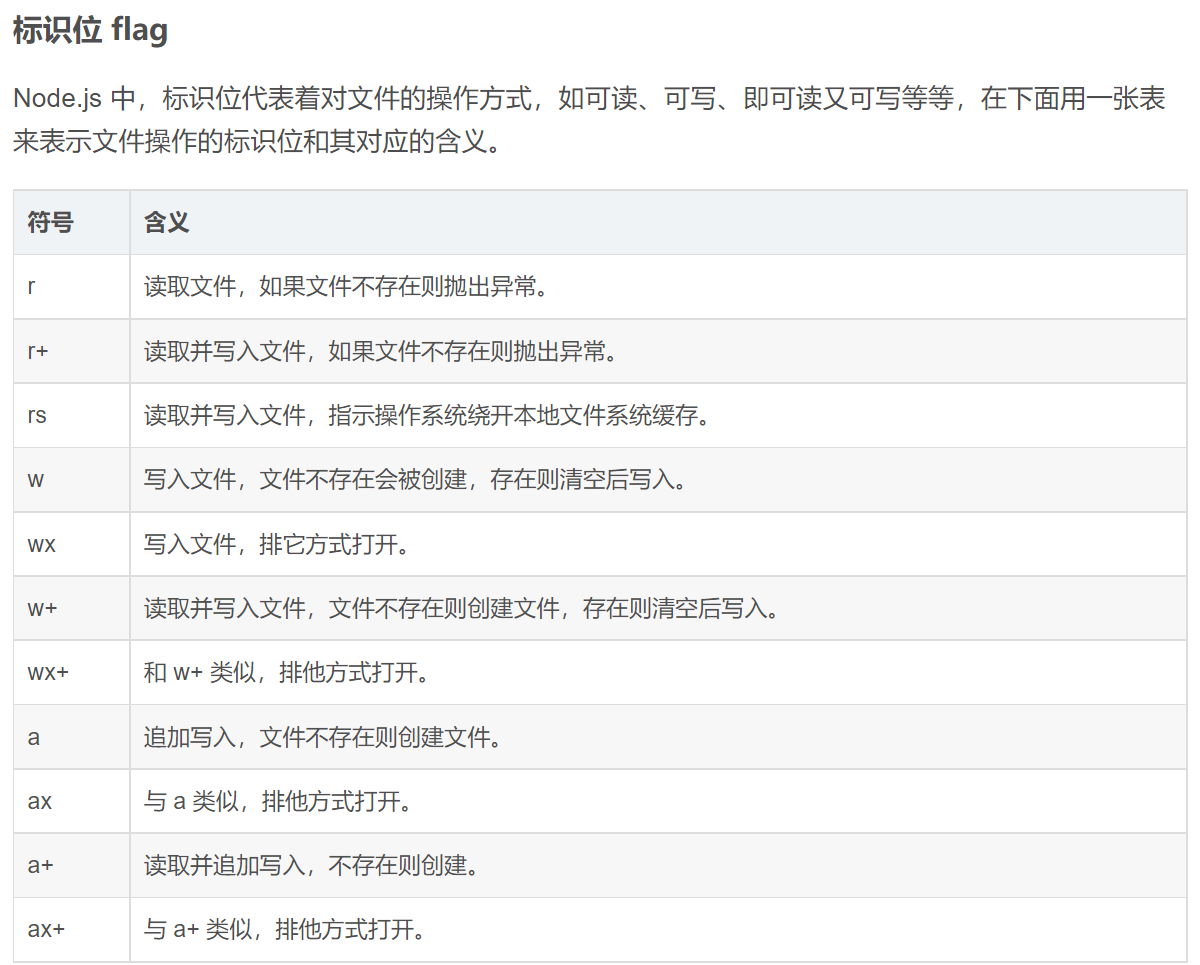 标识位 flag
Node.js 中，标识位代表着对文件的操作方式，如可读、可写、即可读又可写等等，在下面用一张表
来表示文件操作的标识位和其对应的含义。
符号 含义
r 读取文件，如果文件不存在则抛出异常。
r+ 读取并写入文件，如果文件不存在则抛出异常。
rs 读取并写入文件，指示操作系统绕开本地文件系统缓存。
w 写入文件，文件不存在会被创建，存在则清空后写入。
wx 写入文件，排它方式打开。
w+ 读取并写入文件，文件不存在则创建文件，存在则清空后写入。
wx+ 和 w+ 类似，排他方式打开。
a 追加写入，文件不存在则创建文件。
ax 与 a 类似，排他方式打开。
a+ 读取并追加写入，不存在则创建。
ax+ 与 a+ 类似，排他方式打开。